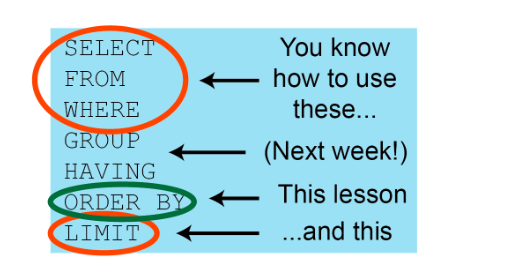 SELECT
FROM
WHERE
GROUP
HAVING
ORDER BY
LIMIT
You know
how to use
these...
(Next week!)
This lesson
...and this